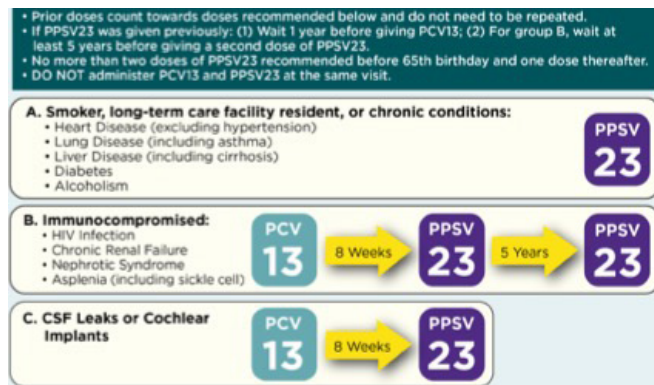 • Prior doses count towards doses recommended below and do not need to be repeated.
• If PPSV23 was given previously: (1) Wait 1 year before giving PCV13; (2) For group B, wait at
least 5 years before giving a second dose of PPSV23.
• No more than two doses of PPSV23 recommended before 65th birthday and one dose thereafter.
• DO NOT administer PCV13 and PPSV23 at the same visit.
A. Smoker, long-term care facility resident, or chronic conditions:
• Heart Disease (excluding hypertension)
• Lung Disease (including asthma)
• Liver Disease (including cirrhosis)
• Diabetes
• Alcoholism
PPSV
23
B. Immunocompromised:
• HIV Infection
• Chronic Renal Failure
• Nephrotic Syndrome
• Asplenia (including sickle cell)
PCV
13
8 Weeks
PPSV
23
5 Years
PPSV
23
C. CSF Leaks or Cochlear
Implants
PCV
13
8 Weeks
PPSV
23